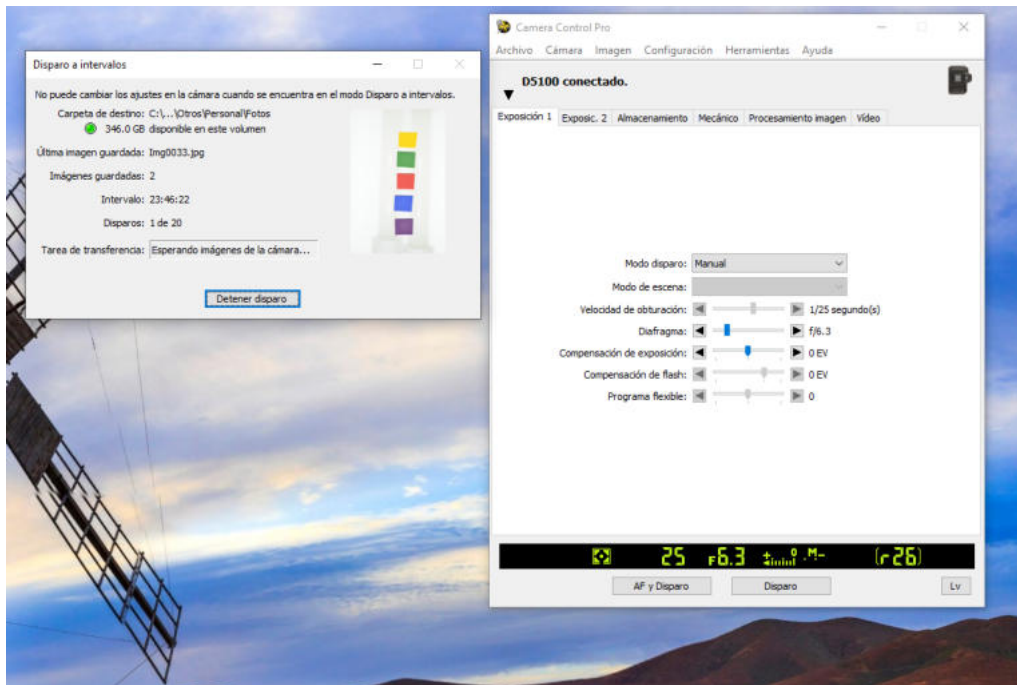 Disparo a intervalos
No puede cambiar los ajustes en la cámara cuando se encuentra en el modo Disparo a intervalos.
Carpeta de destino: C:\...\Otros\Personal\Fotos
346.0 GB disponible en este volumen
Última imagen guardada: Img0033.jpg
Imágenes guardadas: 2
Intervalo: 23:46:22
Disparos: 1 de 20
Tarea de transferencia: Esperando imágenes de la cámara...
Detener disparo
Camera Control Pro
Archivo Cámara Imagen Configuración Herramientas Ayuda
D5100 conectado.
Exposición 1 Exposic. 2 Almacenamiento Mecánico Procesamiento imagen Vídeo
Modo disparo: Manual
Modo de escena:
Velocidad de obturación: 1/25 segundo(s)
Diafragma: f/6.3
Compensación de exposición: 0 EV
Compensación de flash: 0 EV
Programa flexible: 0
25 F6.3 + 0 .M- (r26)
AF y Disparo Disparo Lv